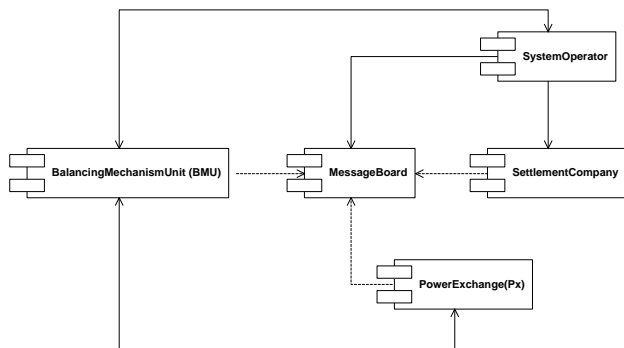 SystemOperator
BalancingMechanismUnit (BMU)
MessageBoard
SettlementCompany
PowerExchange(Px)